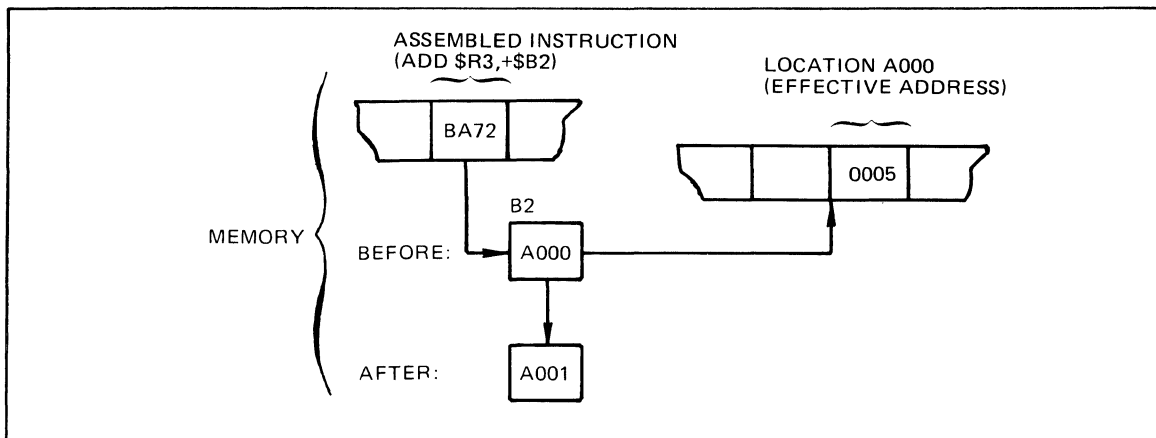 ASSEMBLED INSTRUCTION
(ADD $R3,+$B2)
LOCATION A000
(EFFECTIVE ADDRESS)
BA72
0005
B2
MEMORY
BEFORE:
A000
AFTER:
A001